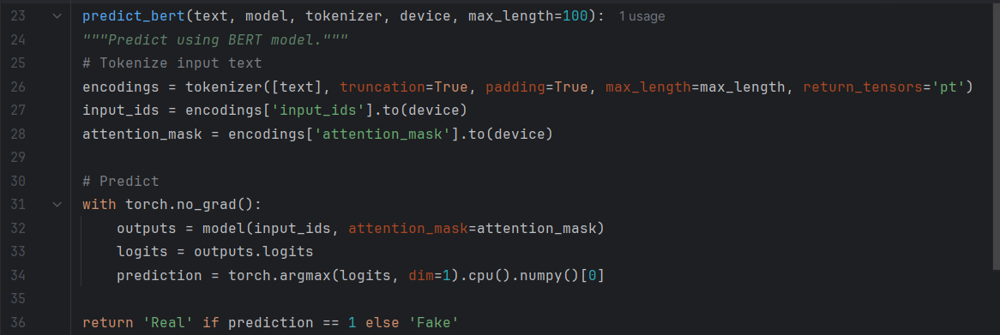 23 predict_bert(text, model, tokenizer, device, max_length=100): 1 usage
24 """Predict using BERT model."""
25 # Tokenize input text
26 encodings = tokenizer([text], truncation=True, padding=True, max_length=max_length, return_tensors='pt')
27 input_ids = encodings['input_ids'].to(device)
28 attention_mask = encodings['attention_mask'].to(device)
29
30 # Predict
31 with torch.no_grad():
32     outputs = model(input_ids, attention_mask=attention_mask)
33     logits = outputs.logits
34     prediction = torch.argmax(logits, dim=1).cpu().numpy()[0]
35
36 return 'Real' if prediction == 1 else 'Fake'